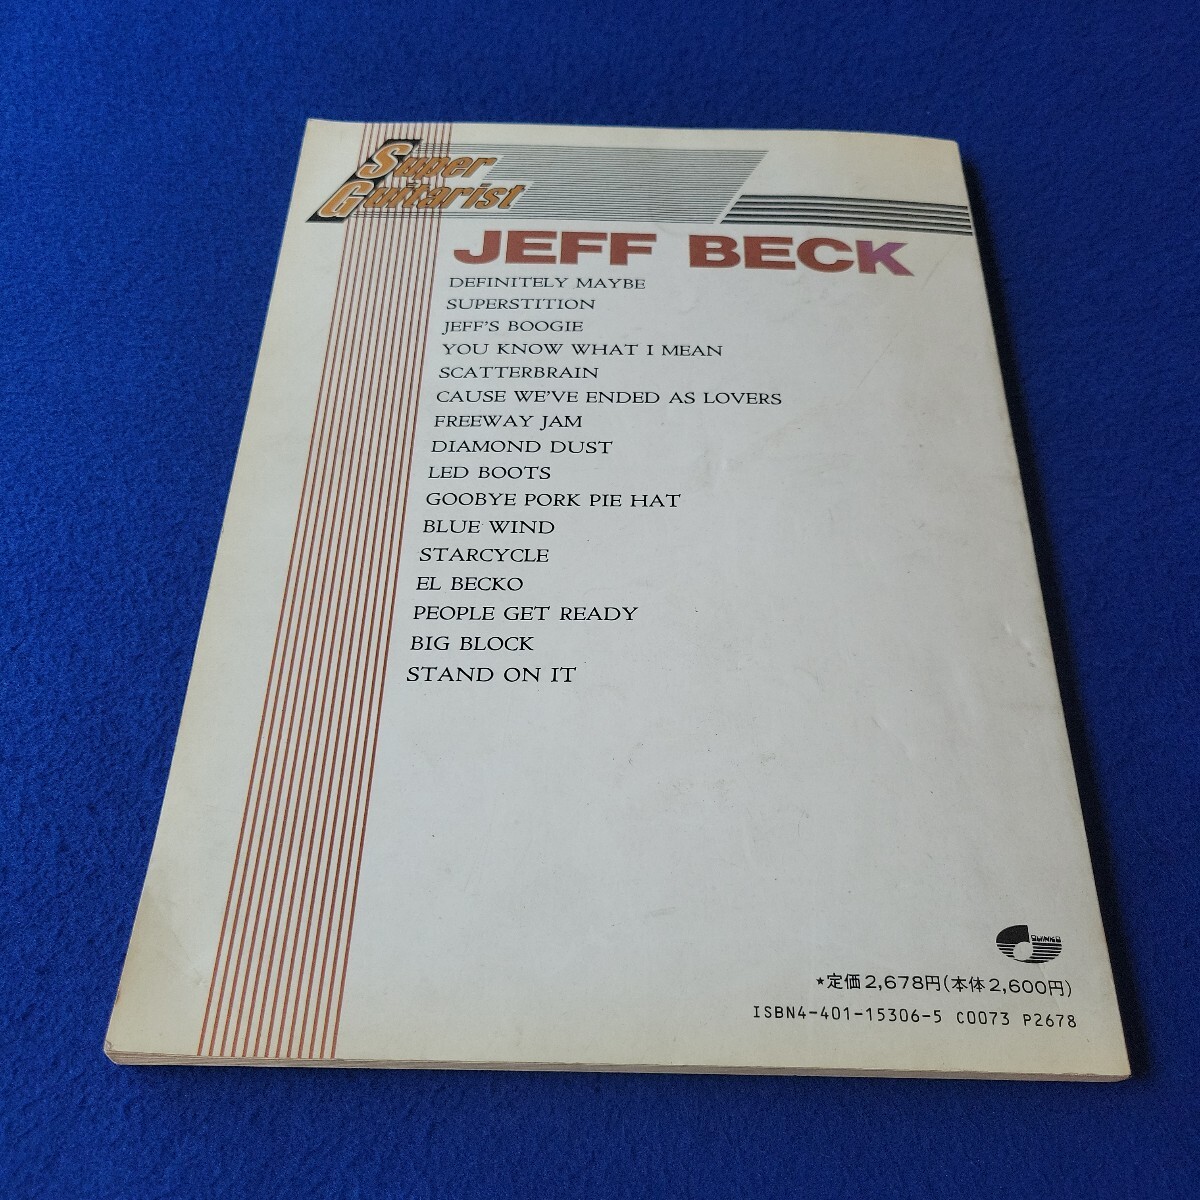 Super
Guitarist
JEFF BECK
DEFINITELY MAYBE
SUPERSTITION
JEFF'S BOOGIE
YOU KNOW WHAT I MEAN
SCATTERBRAIN
CAUSE WE'VE ENDED AS LOVERS
FREEWAY JAM
DIAMOND DUST
LED BOOTS
GOOBYE PORK PIE HAT
BLUE WIND
STARCYCLE
EL BECKO
PEOPLE GET READY
BIG BLOCK
STAND ON IT
SHINKO
★定価2,678円(本体2,600円)
ISBN4-401-15306-5 C0073 P2678